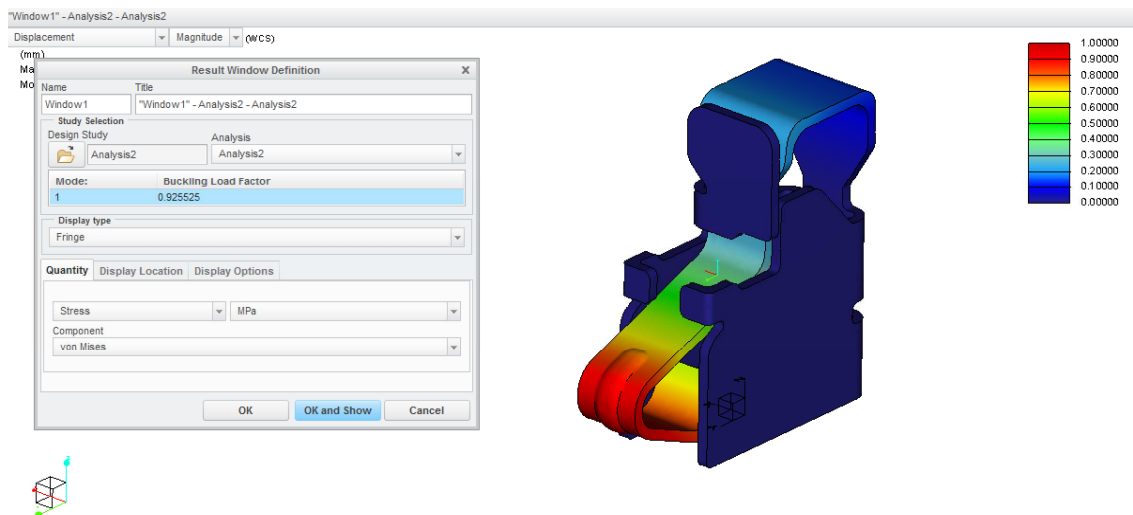 "Window1" - Analysis2 - Analysis2
Displacement Magnitude (WCS)
(mm)
Ma
Mo
Result Window Definition X
Name Title
Window1 "Window1" - Analysis2 - Analysis2
Study Selection
Design Study Analysis
Analysis2 Analysis2
Mode: Buckling Load Factor
1 0.925525
Display type
Fringe
Quantity Display Location Display Options
Stress MPa
Component
von Mises
OK OK and Show Cancel
1.00000
0.90000
0.80000
0.70000
0.60000
0.50000
0.40000
0.30000
0.20000
0.10000
0.00000